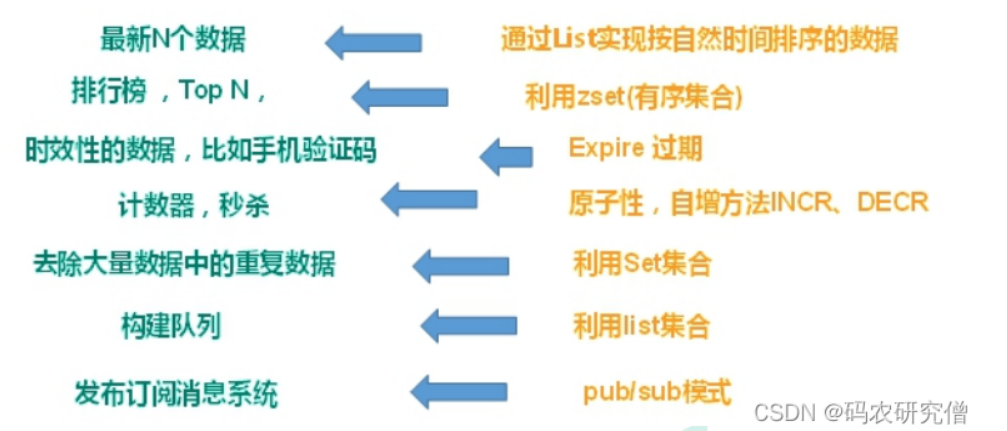 最新N个数据 通过List实现按自然时间排序的数据
排行榜，Top N， 利用zset(有序集合)
时效性的数据，比如手机验证码 Expire 过期
计数器，秒杀 原子性，自增方法INCR、DECR
去除大量数据中的重复数据 利用Set集合
构建队列 利用list集合
发布订阅消息系统 pub/sub模式
CSDN @码农研究僧